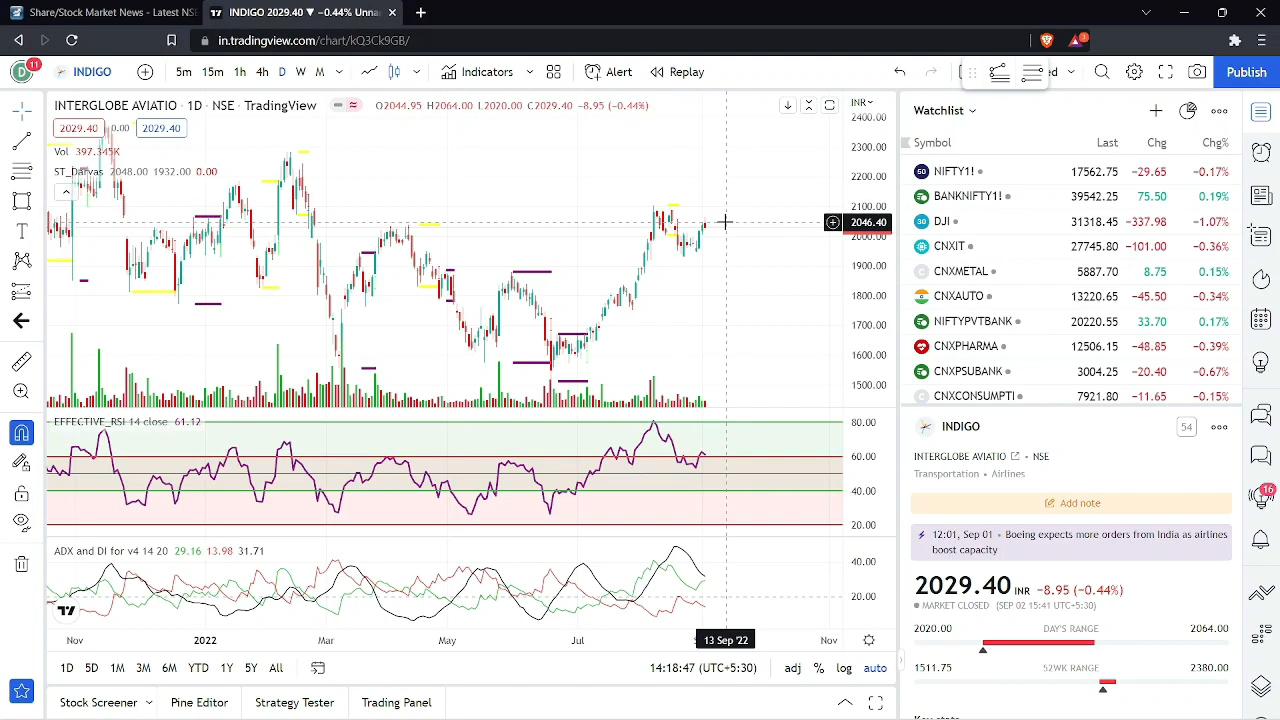 Share/Stock Market News - Latest NSE
INDIGO 2029.40 ▼ −0.44% Unna
in.tradingview.com/chart/kQ3Ck9GB/
3
D 11 INDIGO 5m 15m 1h 4h D W M Indicators Alert Replay ed Publish
INTERGLOBE AVIATIO · 1D · NSE · TradingView O2044.95 H2064.00 L2020.00 C2029.40 −8.95 (−0.44%) INR
2029.40 0.00 2029.40
Vol 397.345K
ST_Darvas 2048.00 1932.00 0.00
2400.00
2300.00
2200.00
2100.00
2046.40
2000.00
1900.00
1800.00
1700.00
1600.00
1500.00
EFFECTIVE_RSI 14 close 61.12
80.00
60.00
40.00
20.00
ADX and DI for v4 14 20 29.16 13.98 31.71
40.00
20.00
Nov 2022 Mar May Jul 13 Sep '22 Nov
1D 5D 1M 3M 6M YTD 1Y 5Y All 14:18:47 (UTC+5:30) adj % log auto
Stock Screener Pine Editor Strategy Tester Trading Panel
Watchlist
Symbol Last Chg Chg%
50 NIFTY1! 17562.75 −29.65 −0.17%
BANKNIFTY1! 39542.25 75.50 0.19%
30 DJI 31318.45 −337.98 −1.07%
CNXIT 27745.80 −101.00 −0.36%
CNXMETAL 5887.70 8.75 0.15%
CNXAUTO 13220.65 −45.50 −0.34%
NIFTYPVTBANK 20220.55 33.70 0.17%
CNXPHARMA 12506.15 −48.85 −0.39%
CNXPSUBANK 3004.25 −20.40 −0.67%
CNXCONSUMPTI 7921.80 −11.65 −0.15%
INDIGO 54
INTERGLOBE AVIATIO • NSE
Transportation • Airlines
Add note
12:01, Sep 01 • Boeing expects more orders from India as airlines
boost capacity
2029.40 INR −8.95 (−0.44%)
MARKET CLOSED (SEP 02 15:41 UTC+5:30)
2020.00 DAY'S RANGE 2064.00
1511.75 52WK RANGE 2380.00
Key stats
16